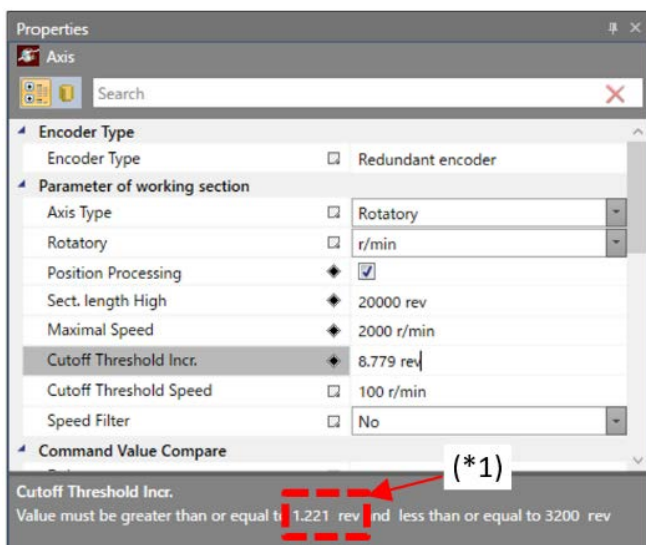 Properties
Axis
Search
Encoder Type
Encoder Type Redundant encoder
Parameter of working section
Axis Type Rotatory
Rotatory r/min
Position Processing
Sect. length High 20000 rev
Maximal Speed 2000 r/min
Cutoff Threshold Incr. 8.779 rev
Cutoff Threshold Speed 100 r/min
Speed Filter No
Command Value Compare
(*1)
Cutoff Threshold Incr.
Value must be greater than or equal to 1.221 rev and less than or equal to 3200 rev